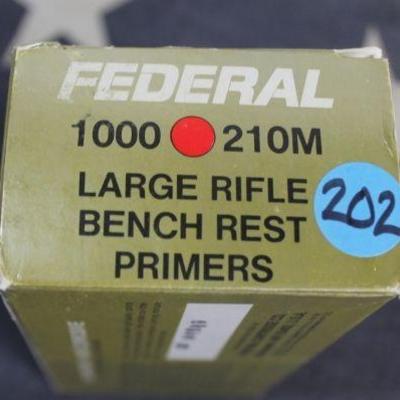 FEDERAL
1000 210M
LARGE RIFLE
BENCH REST
PRIMERS
202